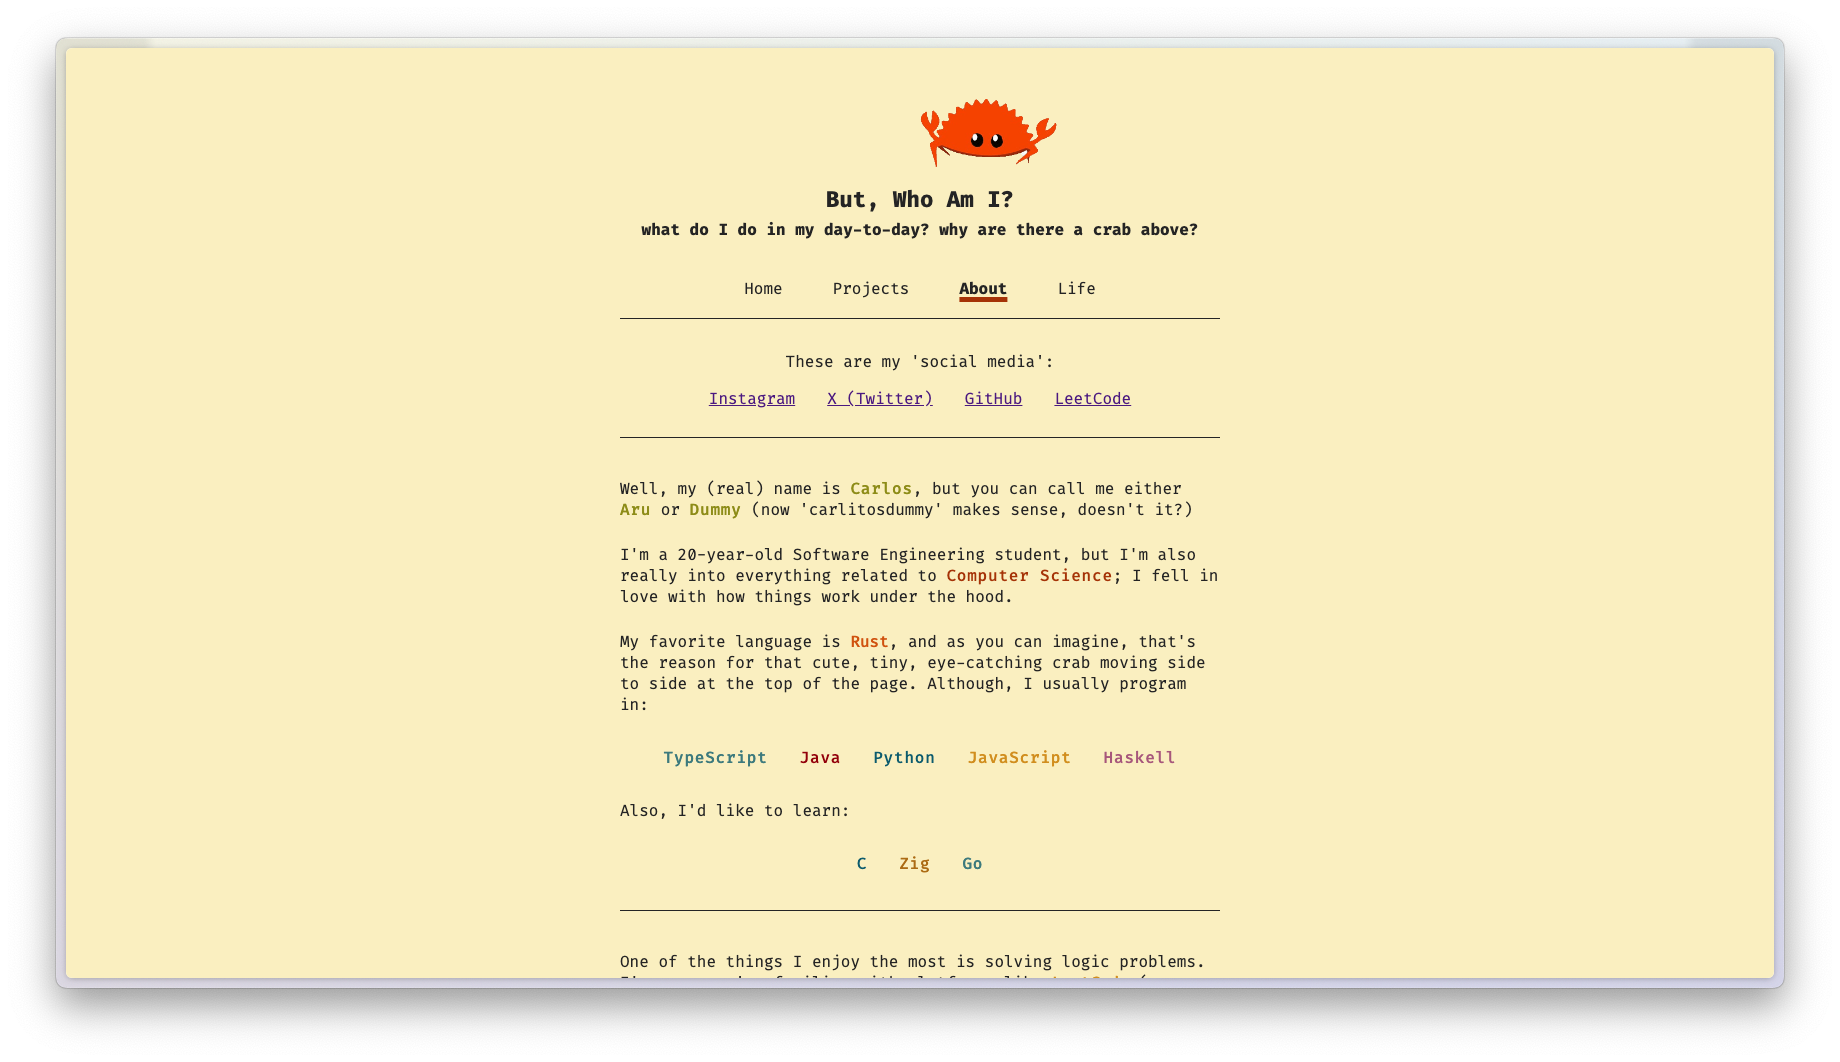 But, Who Am I?
what do I do in my day-to-day? why are there a crab above?
Home Projects About Life
These are my 'social media':
Instagram X (Twitter) GitHub LeetCode
Well, my (real) name is Carlos, but you can call me either
Aru or Dummy (now 'carlitosdummy' makes sense, doesn't it?)
I'm a 20-year-old Software Engineering student, but I'm also
really into everything related to Computer Science; I fell in
love with how things work under the hood.
My favorite language is Rust, and as you can imagine, that's
the reason for that cute, tiny, eye-catching crab moving side
to side at the top of the page. Although, I usually program
in:
TypeScript Java Python JavaScript Haskell
Also, I'd like to learn:
C Zig Go
One of the things I enjoy the most is solving logic problems.